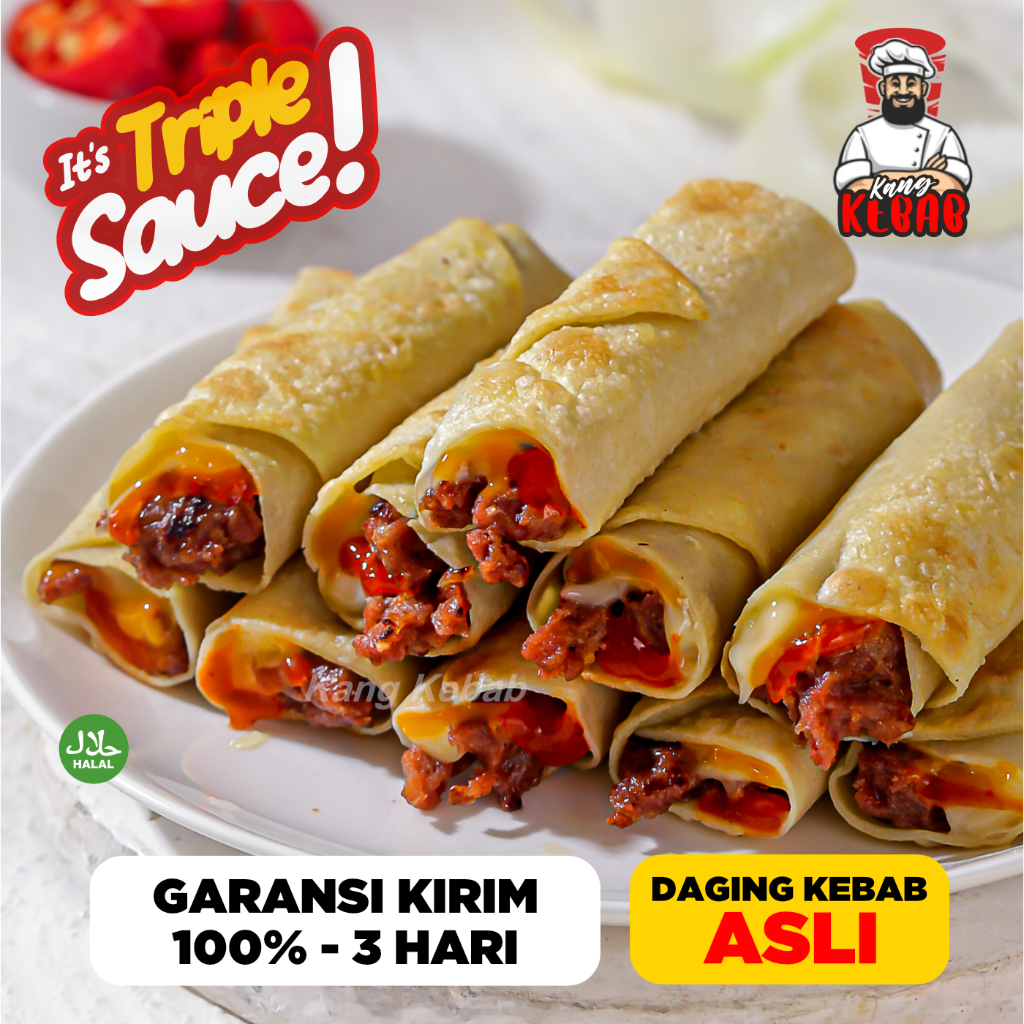 It's Triple
Sauce!
Kang
KEBAB
Kang Kebab
حلال
HALAL
GARANSI KIRIM
100% - 3 HARI
DAGING KEBAB
ASLI